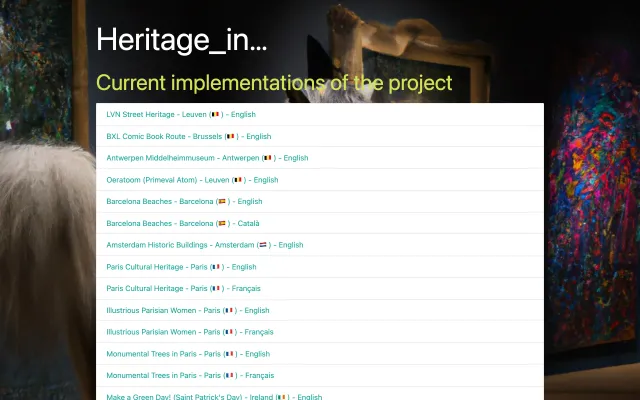 Heritage_in...
Current implementations of the project
LVN Street Heritage - Leuven (🇧🇪 ) - English
BXL Comic Book Route - Brussels (🇧🇪 ) - English
Antwerpen Middelheimmuseum - Antwerpen (🇧🇪 ) - English
Oeratoom (Primeval Atom) - Leuven (🇧🇪 ) - English
Barcelona Beaches - Barcelona (🇪🇸 ) - English
Barcelona Beaches - Barcelona (🇪🇸 ) - Català
Amsterdam Historic Buildings - Amsterdam (🇳🇱 ) - English
Paris Cultural Heritage - Paris (🇫🇷 ) - English
Paris Cultural Heritage - Paris (🇫🇷 ) - Français
Illustrious Parisian Women - Paris (🇫🇷 ) - English
Illustrious Parisian Women - Paris (🇫🇷 ) - Français
Monumental Trees in Paris - Paris (🇫🇷 ) - English
Monumental Trees in Paris - Paris (🇫🇷 ) - Français
Make a Green Day! (Saint Patrick's Day) - Ireland (🇮🇪 ) - English